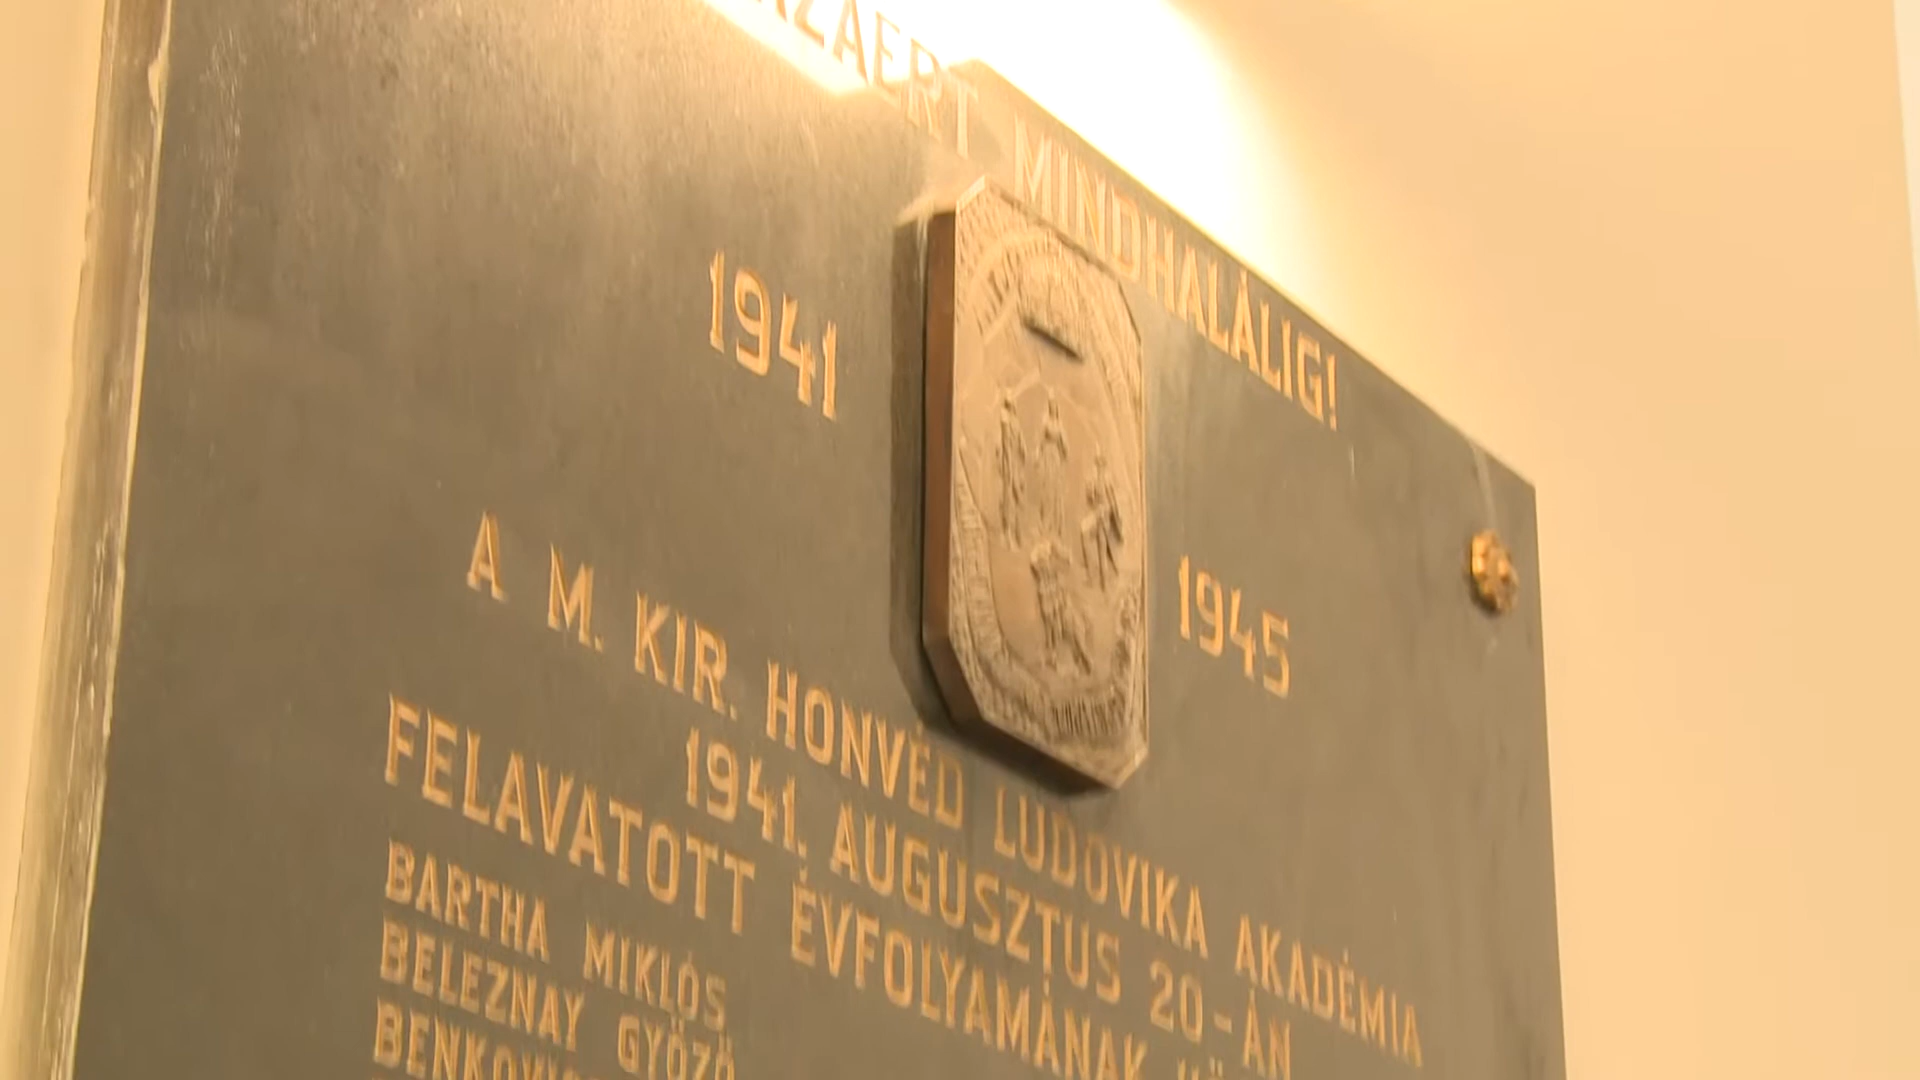 MINDHALÁLIG!
1941 1945
A M. KIR. HONVÉD LUDOVIKA AKADÉMIA
1941. AUGUSZTUS 20-ÁN
FELAVATOTT ÉVFOLYAMÁNAK
BARTHA MIKLÓS
BELEZNAY GYŐZŐ